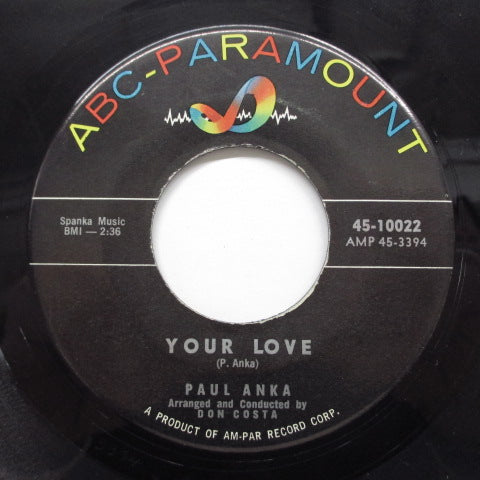 ABC-PARAMOUNT
Spanka Music
BMI — 2:36
45-10022
AMP 45-3394
YOUR LOVE
(P. Anka)
PAUL ANKA
Arranged and Conducted by
DON COSTA
A PRODUCT OF AM-PAR RECORD CORP.